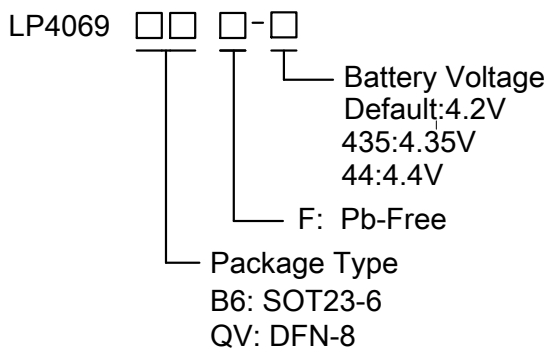 LP4069 □□ □-□
Battery Voltage
Default:4.2V
435:4.35V
44:4.4V
F: Pb-Free
Package Type
B6: SOT23-6
QV: DFN-8